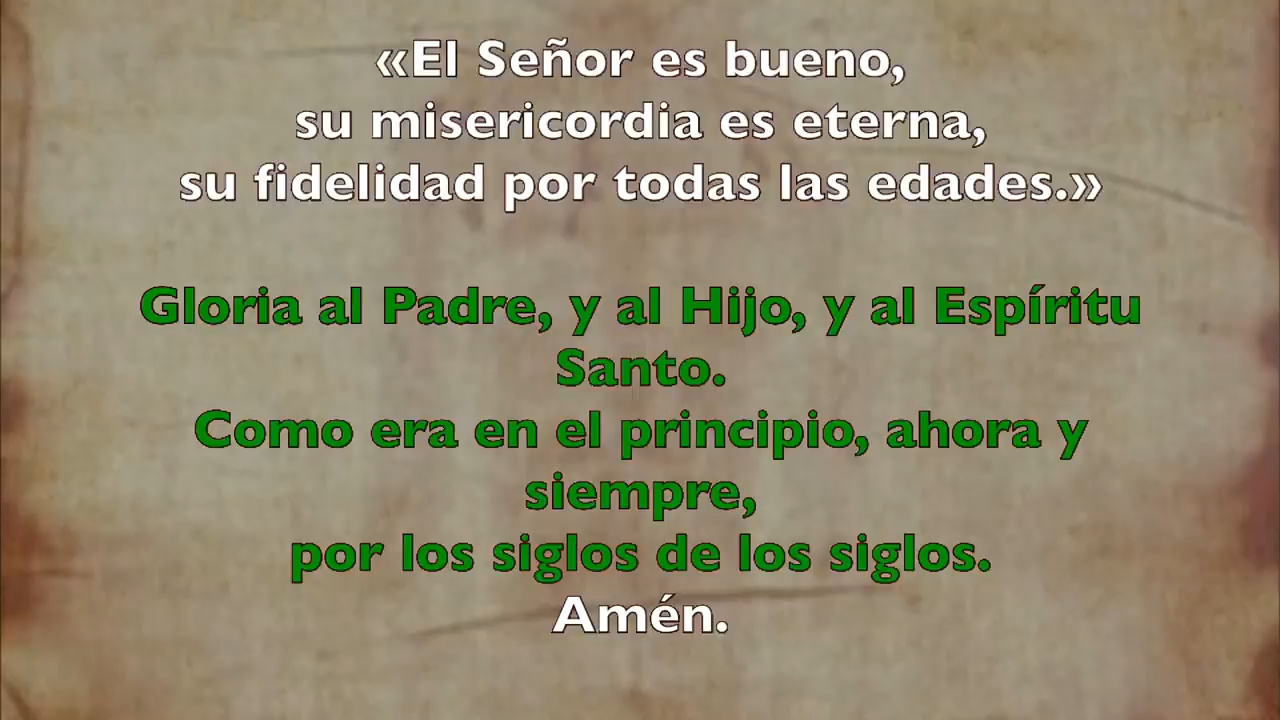 «El Señor es bueno,
su misericordia es eterna,
su fidelidad por todas las edades.»
Gloria al Padre, y al Hijo, y al Espíritu
Santo.
Como era en el principio, ahora y
siempre,
por los siglos de los siglos.
Amén.